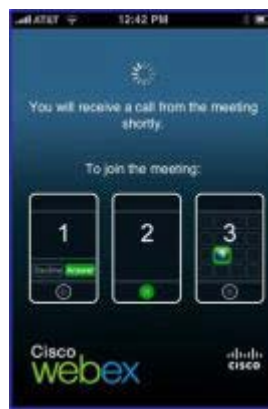 AT&T 12:42 PM
You will receive a call from the meeting
shortly.
To join the meeting:
1 2 3
Decline Answer
Cisco
webex
cisco